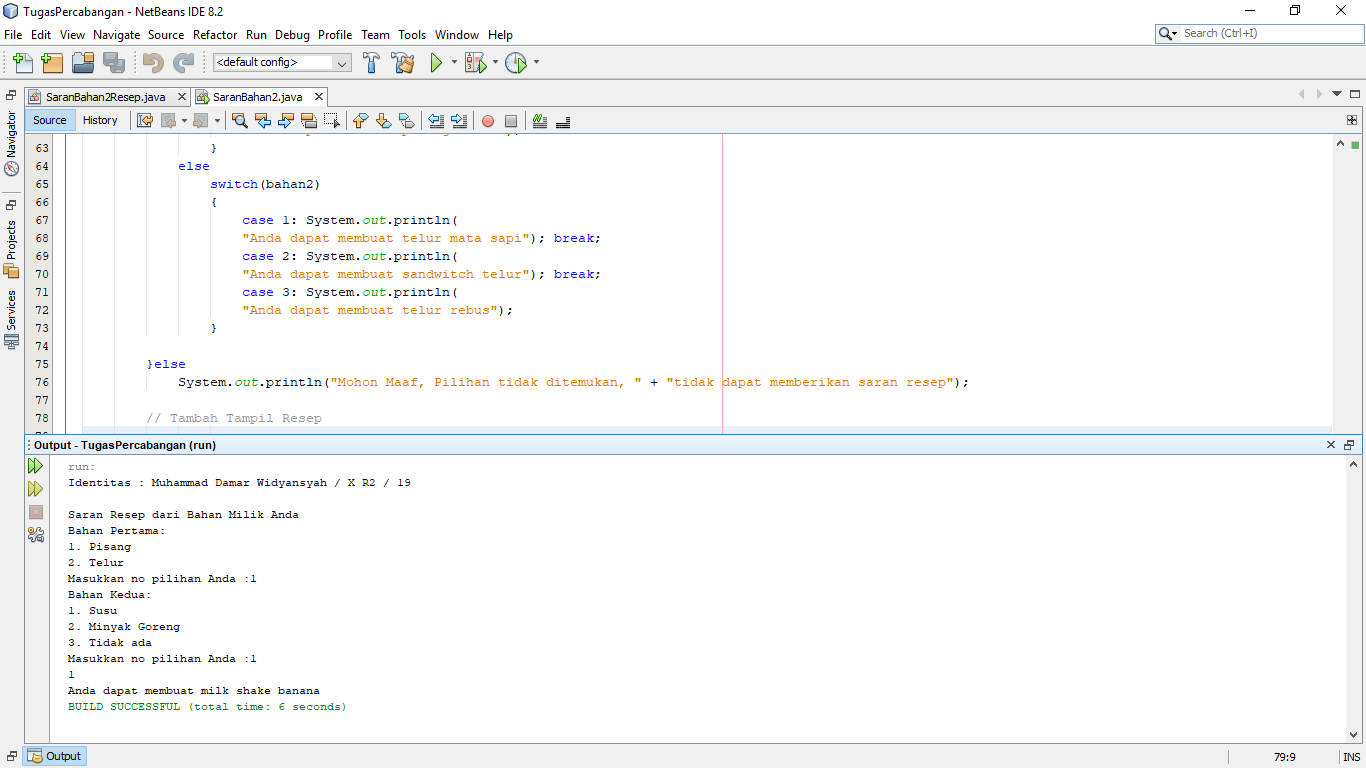 TugasPercabangan - NetBeans IDE 8.2
File Edit View Navigate Source Refactor Run Debug Profile Team Tools Window Help
Search (Ctrl+I)
<default config>
SaranBahan2Resep.java
SaranBahan2.java
Navigator
Projects
Services
Source History
63 }
64 else
65 switch(bahan2)
66 {
67 case 1: System.out.println(
68 "Anda dapat membuat telur mata sapi"); break;
69 case 2: System.out.println(
70 "Anda dapat membuat sandwitch telur"); break;
71 case 3: System.out.println(
72 "Anda dapat membuat telur rebus");
73 }
74
75 }else
76 System.out.println("Mohon Maaf, Pilihan tidak ditemukan, " + "tidak dapat memberikan saran resep");
77
78 // Tambah Tampil Resep
Output - TugasPercabangan (run)
run:
Identitas : Muhammad Damar Widyansyah / X R2 / 19
Saran Resep dari Bahan Milik Anda
Bahan Pertama:
1. Pisang
2. Telur
Masukkan no pilihan Anda :1
Bahan Kedua:
1. Susu
2. Minyak Goreng
3. Tidak ada
Masukkan no pilihan Anda :1
1
Anda dapat membuat milk shake banana
BUILD SUCCESSFUL (total time: 6 seconds)
Output
79:9
INS